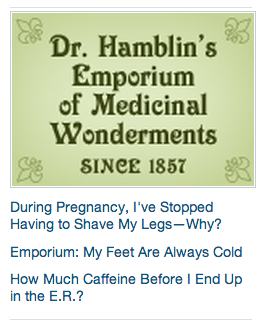 Dr. Hamblin's
Emporium
of Medicinal
Wonderments
SINCE 1857
During Pregnancy, I've Stopped
Having to Shave My Legs—Why?
Emporium: My Feet Are Always Cold
How Much Caffeine Before I End Up
in the E.R.?